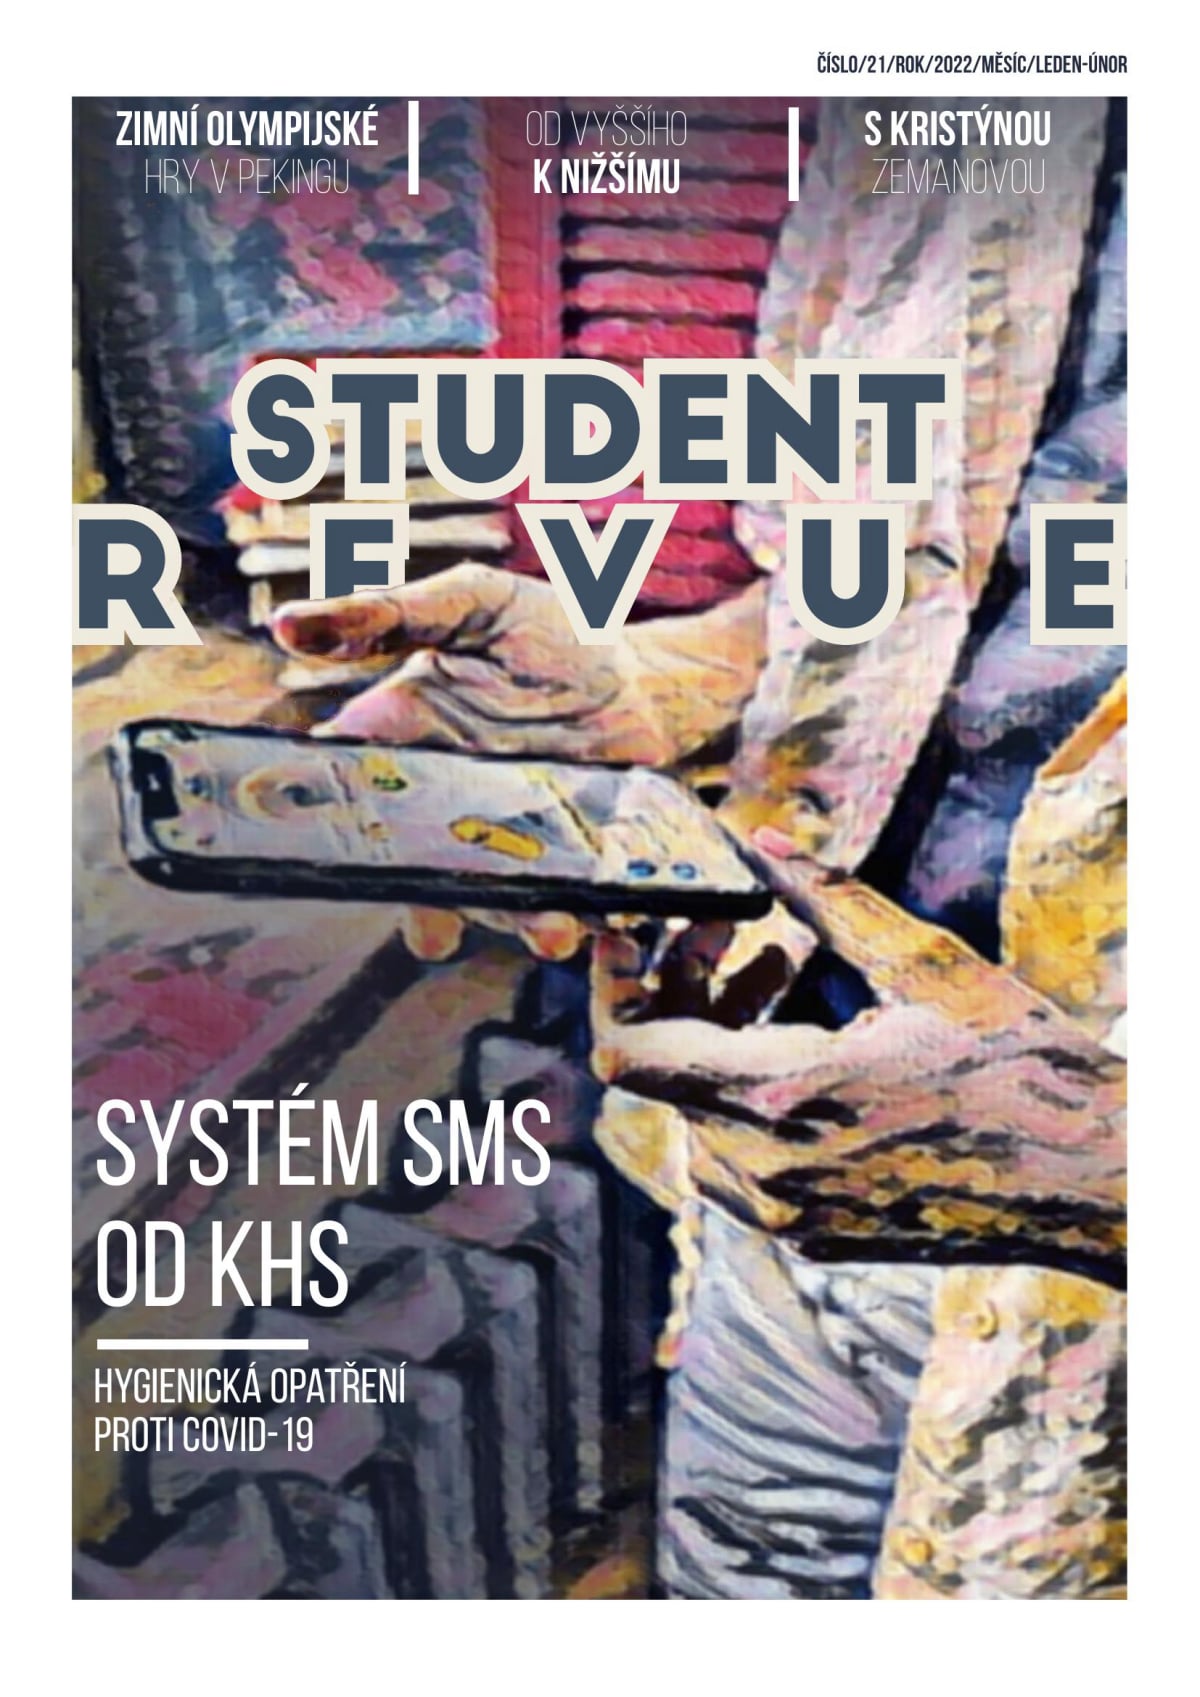 ČÍSLO/21/ROK/2022/MĚSÍC/LEDEN-ÚNOR
ZIMNÍ OLYMPIJSKÉ
HRY V PEKINGU
OD VYŠŠÍHO
K NIŽŠÍMU
S KRISTÝNOU
ZEMANOVOU
STUDENT
REVUE
SYSTÉM SMS
OD KHS
HYGIENICKÁ OPATŘENÍ
PROTI COVID-19